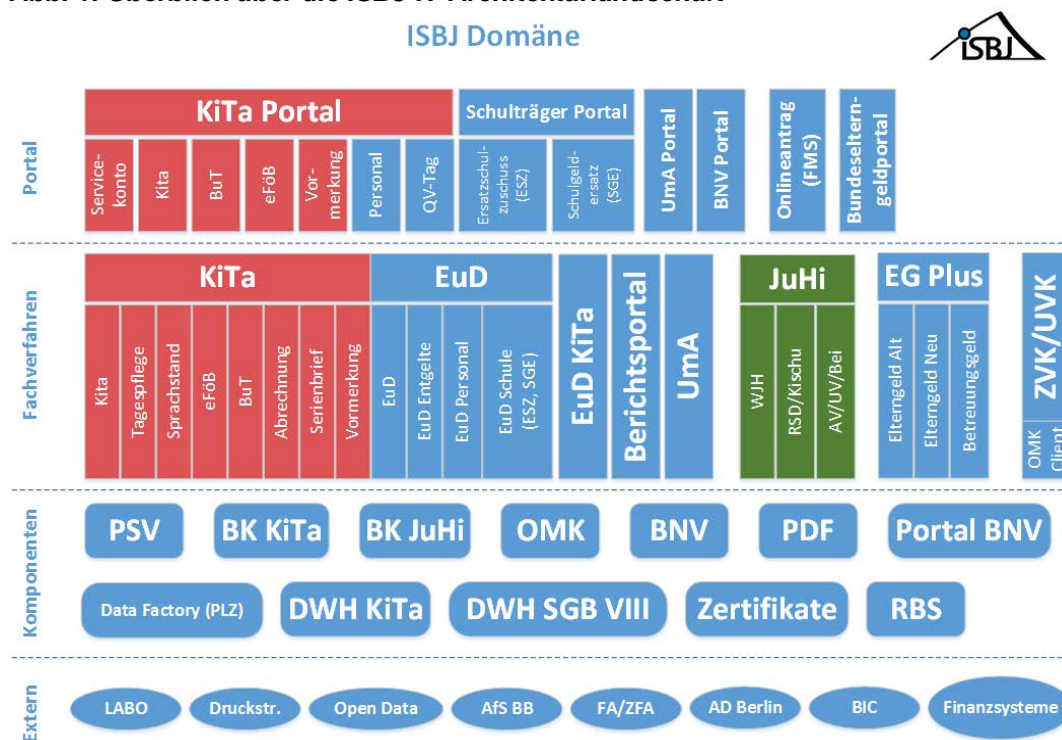 ISBJ Domäne
iSBJ
Portal
KiTa Portal
Service-
konto
Kita
BuT
eFöB
Vor-
merkung
Personal
QV-Tag
Schulträger Portal
Ersatzschul-
zuschuss
(ESZ)
Schulgeld-
ersatz
(SGE)
UmA Portal
BNV Portal
Onlineantrag
(FMS)
Bundeseltern-
geldportal
Fachverfahren
KiTa
Kita
Tagespflege
Sprachstand
eFöB
BuT
Abrechnung
Serienbrief
Vormerkung
EuD
EuD
EuD Entgelte
EuD Personal
EuD Schule
(ESZ, SGE)
EuD KiTa
Berichtsportal
UmA
JuHi
WJH
RSD/Kischu
AV/UV/Bei
EG Plus
Elterngeld Alt
Elterngeld Neu
Betreuungsgeld
ZVK/UVK
OMK
Client
Komponenten
PSV
BK KiTa
BK JuHi
OMK
BNV
PDF
Portal BNV
Data Factory (PLZ)
DWH KiTa
DWH SGB VIII
Zertifikate
RBS
Extern
LABO
Druckstr.
Open Data
AfS BB
FA/ZFA
AD Berlin
BIC
Finanzsysteme